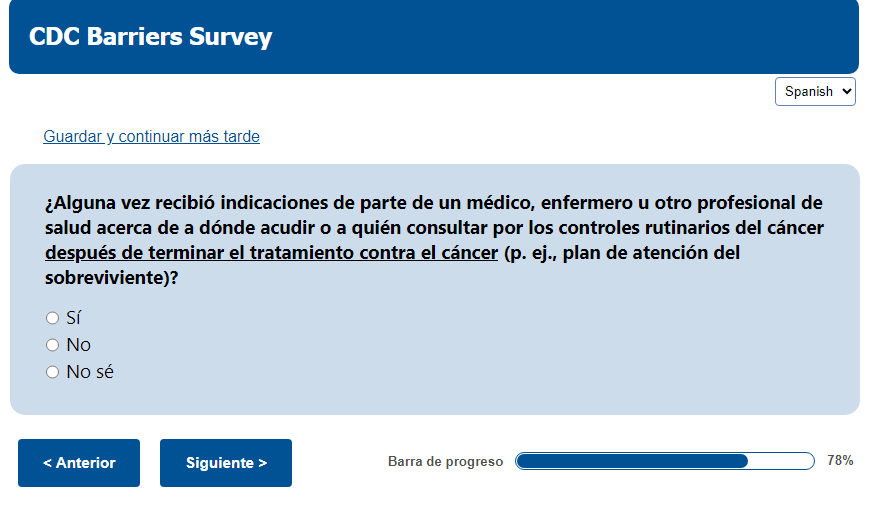 CDC Barriers Survey
Spanish
Guardar y continuar más tarde
¿Alguna vez recibió indicaciones de parte de un médico, enfermero u otro profesional de
salud acerca de a dónde acudir o a quién consultar por los controles rutinarios del cáncer
después de terminar el tratamiento contra el cáncer (p. ej., plan de atención del
sobreviviente)?
Sí
No
No sé
< Anterior
Siguiente >
Barra de progreso
78%